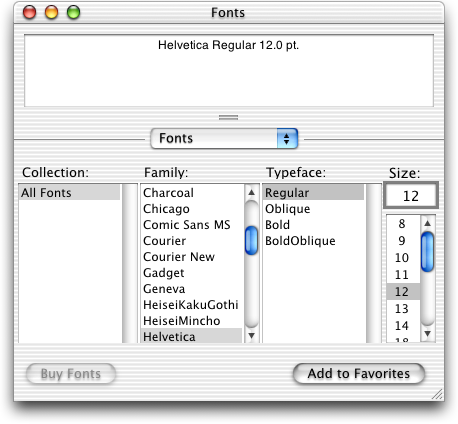 Fonts
Helvetica Regular 12.0 pt.
Fonts
Collection:
All Fonts
Family:
Charcoal
Chicago
Comic Sans MS
Courier
Courier New
Gadget
Geneva
HeiseiKakuGothi
HeiseiMincho
Helvetica
Typeface:
Regular
Oblique
Bold
BoldOblique
Size:
12
8
9
10
11
12
13
14
18
Buy Fonts
Add to Favorites